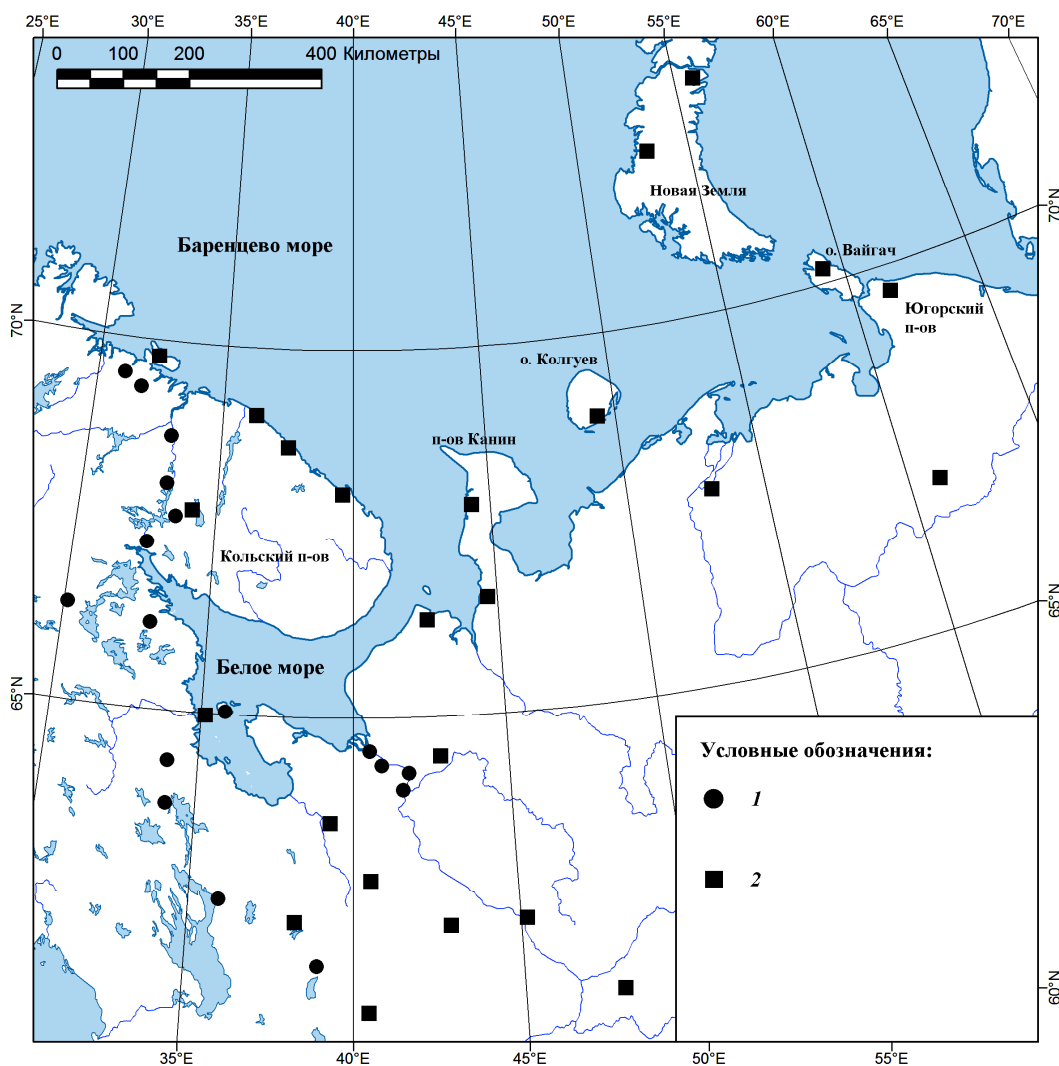 25°E 30°E 35°E 40°E 45°E 50°E 55°E 60°E 65°E 70°E
0 100 200 400 Километры
Новая Земля
70°N
Баренцево море
о. Вайгач
Югорский
п-ов
70°N
о. Колгуев
п-ов Канин
Кольский п-ов
65°N
Белое море
65°N
Условные обозначения:
1
2
60°N
35°E 40°E 45°E 50°E 55°E